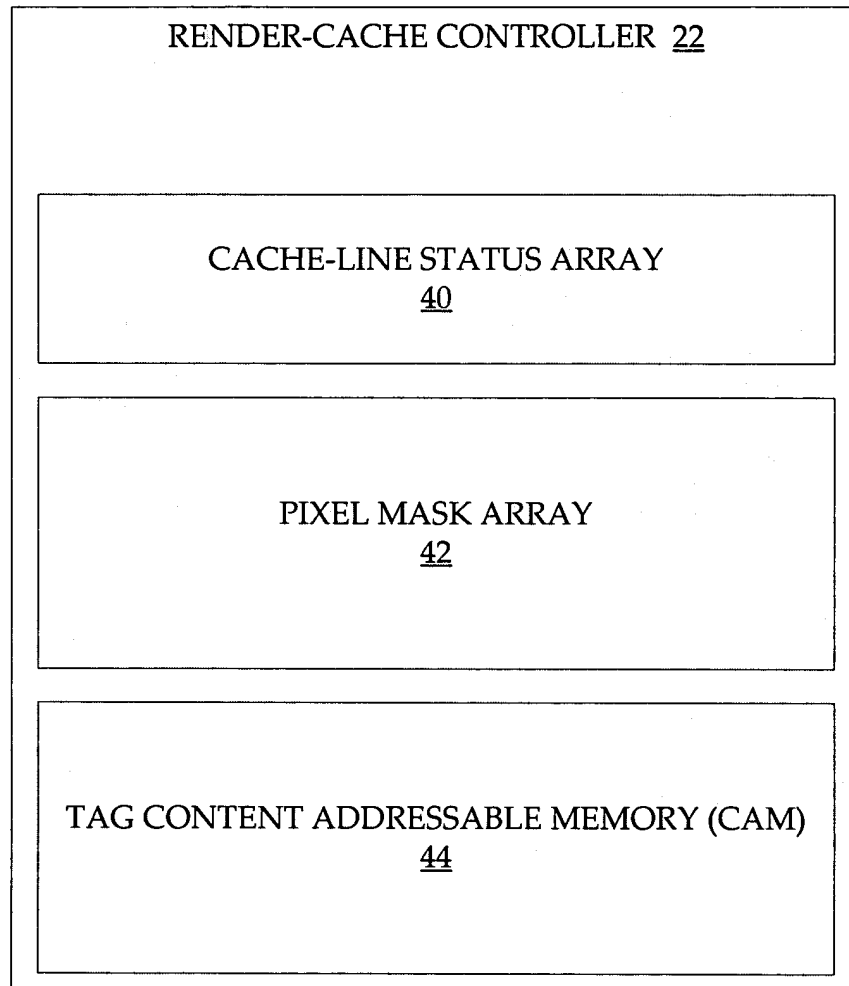 RENDER-CACHE CONTROLLER 22
CACHE-LINE STATUS ARRAY
40
PIXEL MASK ARRAY
42
TAG CONTENT ADDRESSABLE MEMORY (CAM)
44